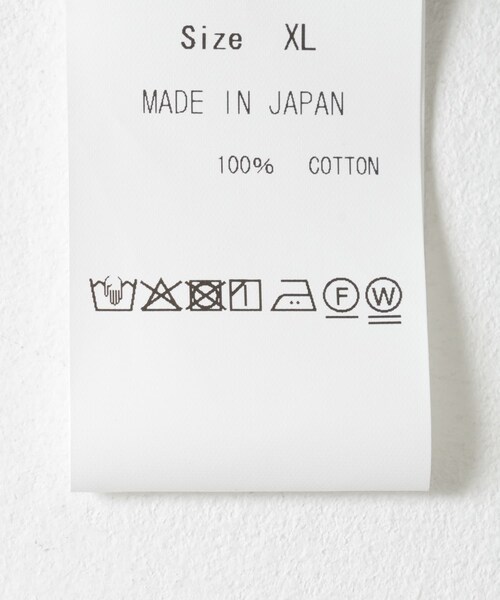 Size XL
MADE IN JAPAN
100% COTTON
F W